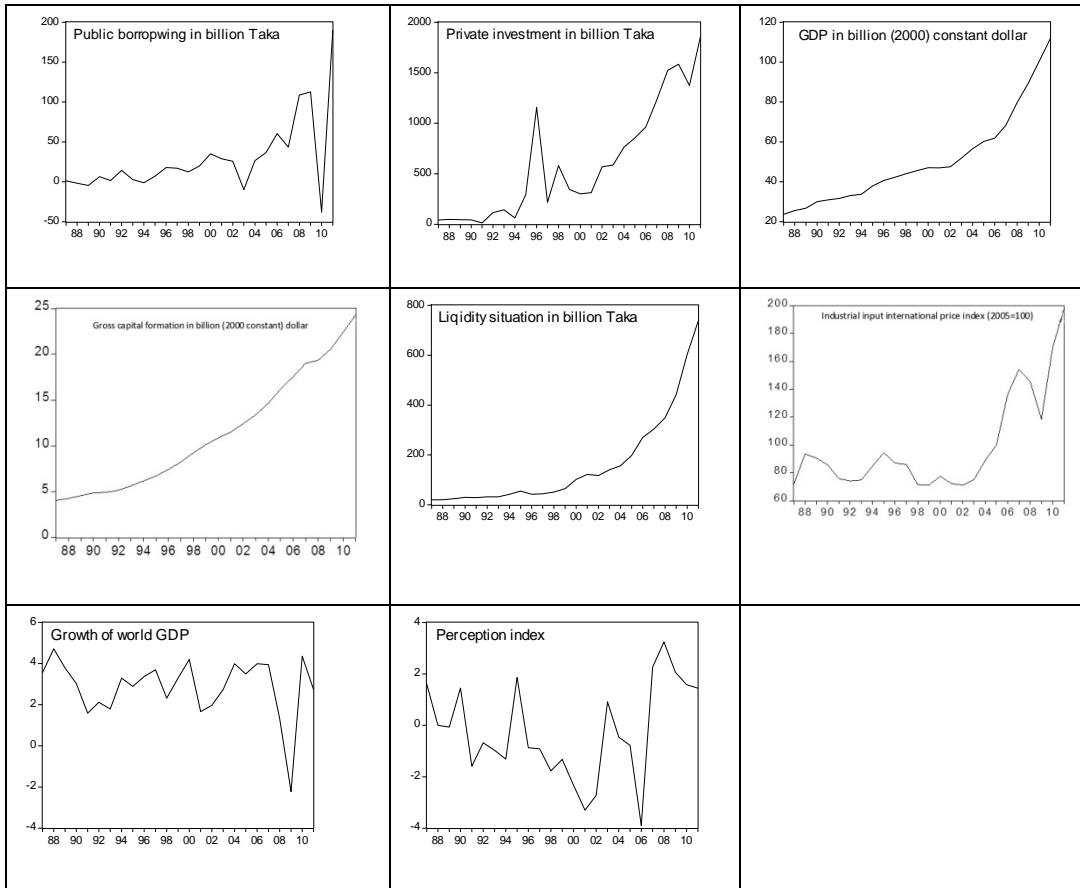 Public borropwing in billion Taka
200
150
100
50
0
-50
88 90 92 94 96 98 00 02 04 06 08 10
Private investment in billion Taka
2000
1500
1000
500
0
88 90 92 94 96 98 00 02 04 06 08 10
GDP in billion (2000) constant dollar
120
100
80
60
40
20
88 90 92 94 96 98 00 02 04 06 08 10
Gross capital formation in billion (2000 constant) dollar
25
20
15
10
5
0
88 90 92 94 96 98 00 02 04 06 08 10
Liqidity situation in billion Taka
800
600
400
200
0
88 90 92 94 96 98 00 02 04 06 08 10
Industrial input international price index (2005=100)
200
180
160
140
120
100
80
60
88 90 92 94 96 98 00 02 04 06 08 10
Growth of world GDP
6
4
2
0
-2
-4
88 90 92 94 96 98 00 02 04 06 08 10
Perception index
4
2
0
-2
-4
88 90 92 94 96 98 00 02 04 06 08 10